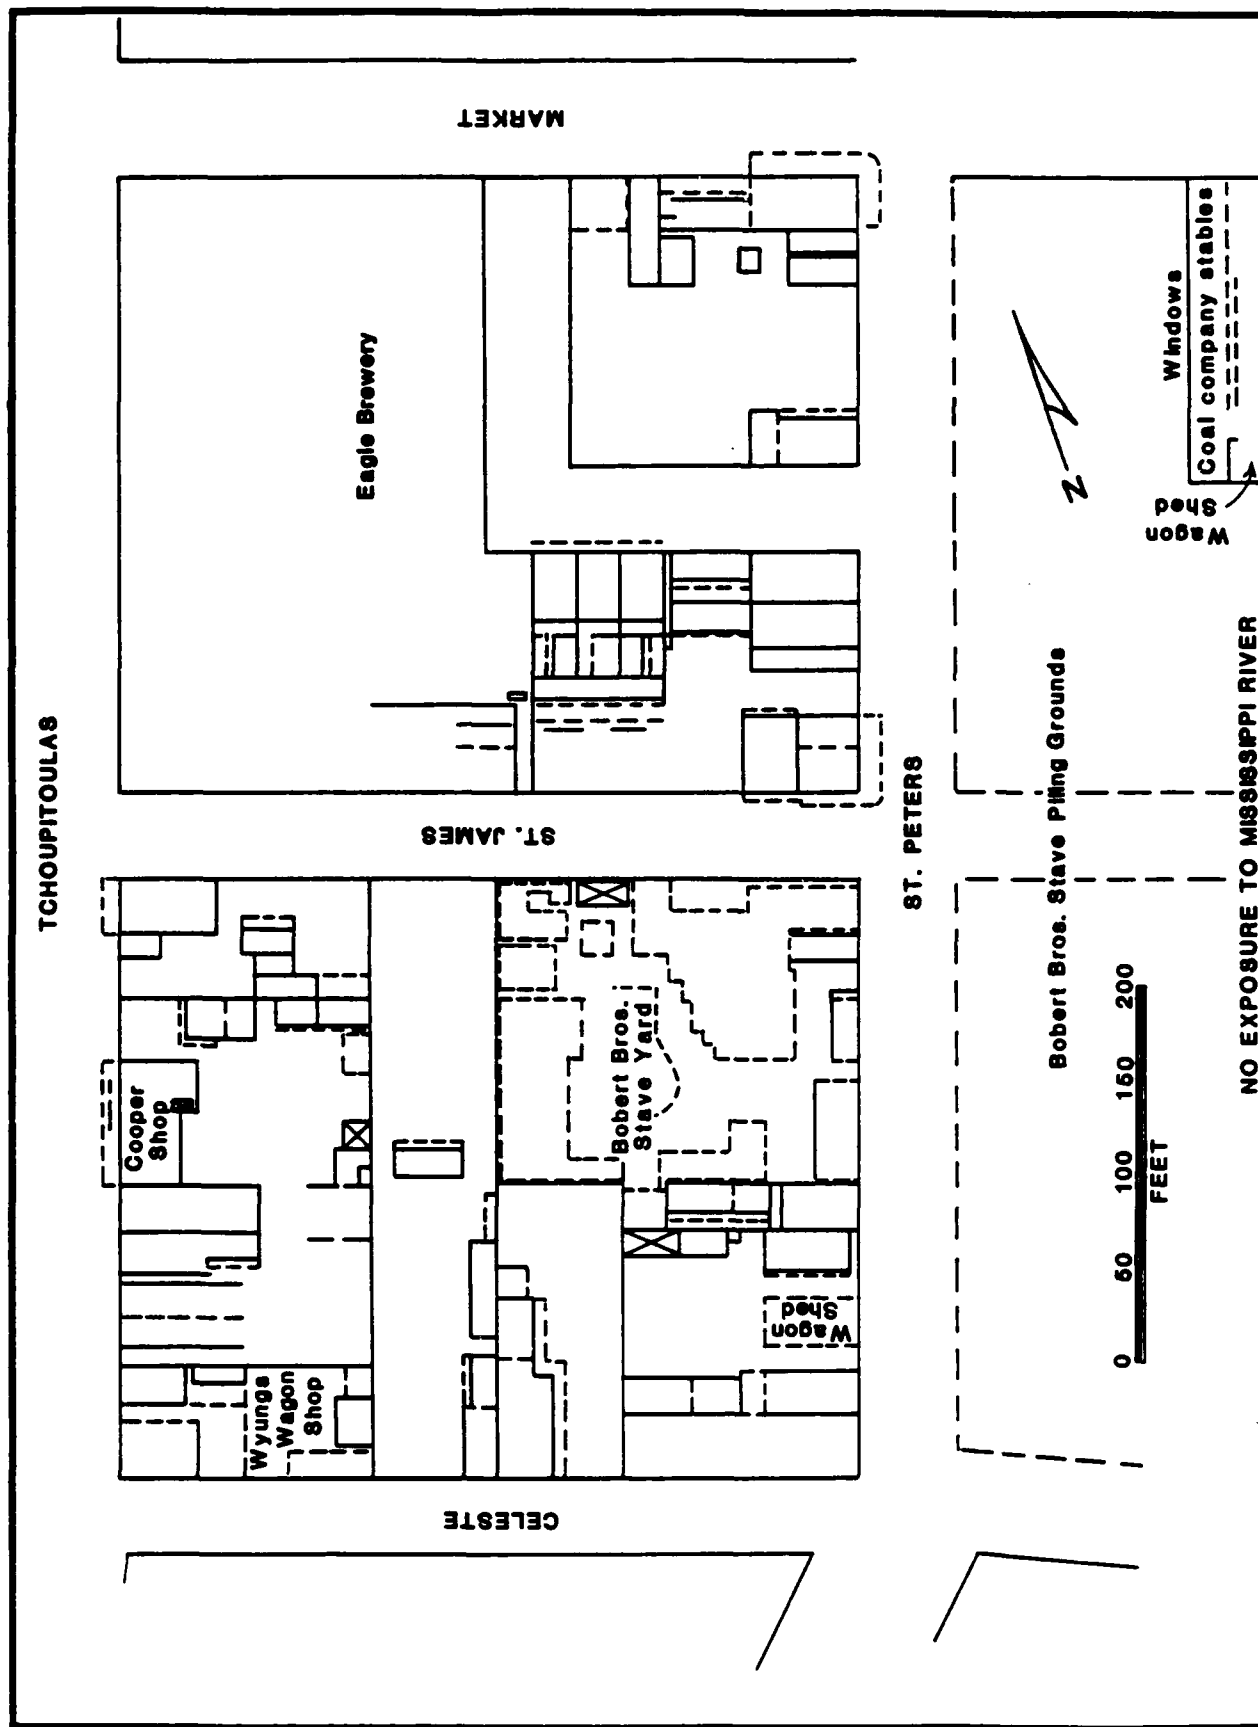 TCHOUPITOULAS
CELESTE
ST. JAMES
MARKET
Wyungs
Wagon
Shop
Cooper
Shop
Eagle Brewery
Bobert Bros.
Stave Yard
Wagon
Shed
ST. PETERS
Bobert Bros. Stave Piling Grounds
N
0 50 100 150 200
FEET
Windows
Coal company stables
Wagon
Shed
NO EXPOSURE TO MISSISSIPPI RIVER